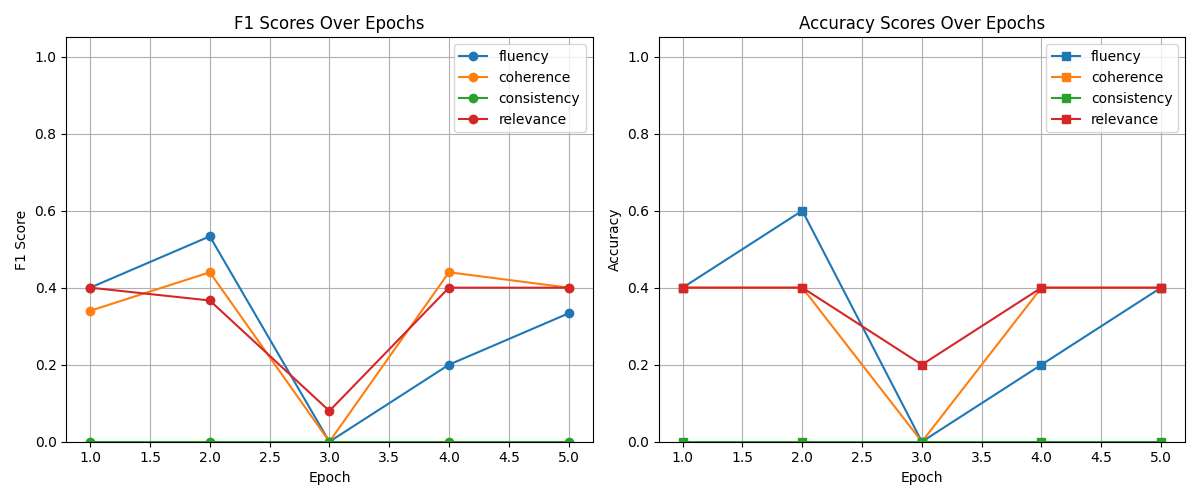 F1 Scores Over Epochs
Accuracy Scores Over Epochs
1.0
0.8
0.6
0.4
0.2
0.0
F1 Score
fluency
coherence
consistency
relevance
1.0
1.5
2.0
2.5
3.0
3.5
4.0
4.5
5.0
Epoch
1.0
0.8
0.6
0.4
0.2
0.0
Accuracy
fluency
coherence
consistency
relevance
1.0
1.5
2.0
2.5
3.0
3.5
4.0
4.5
5.0
Epoch